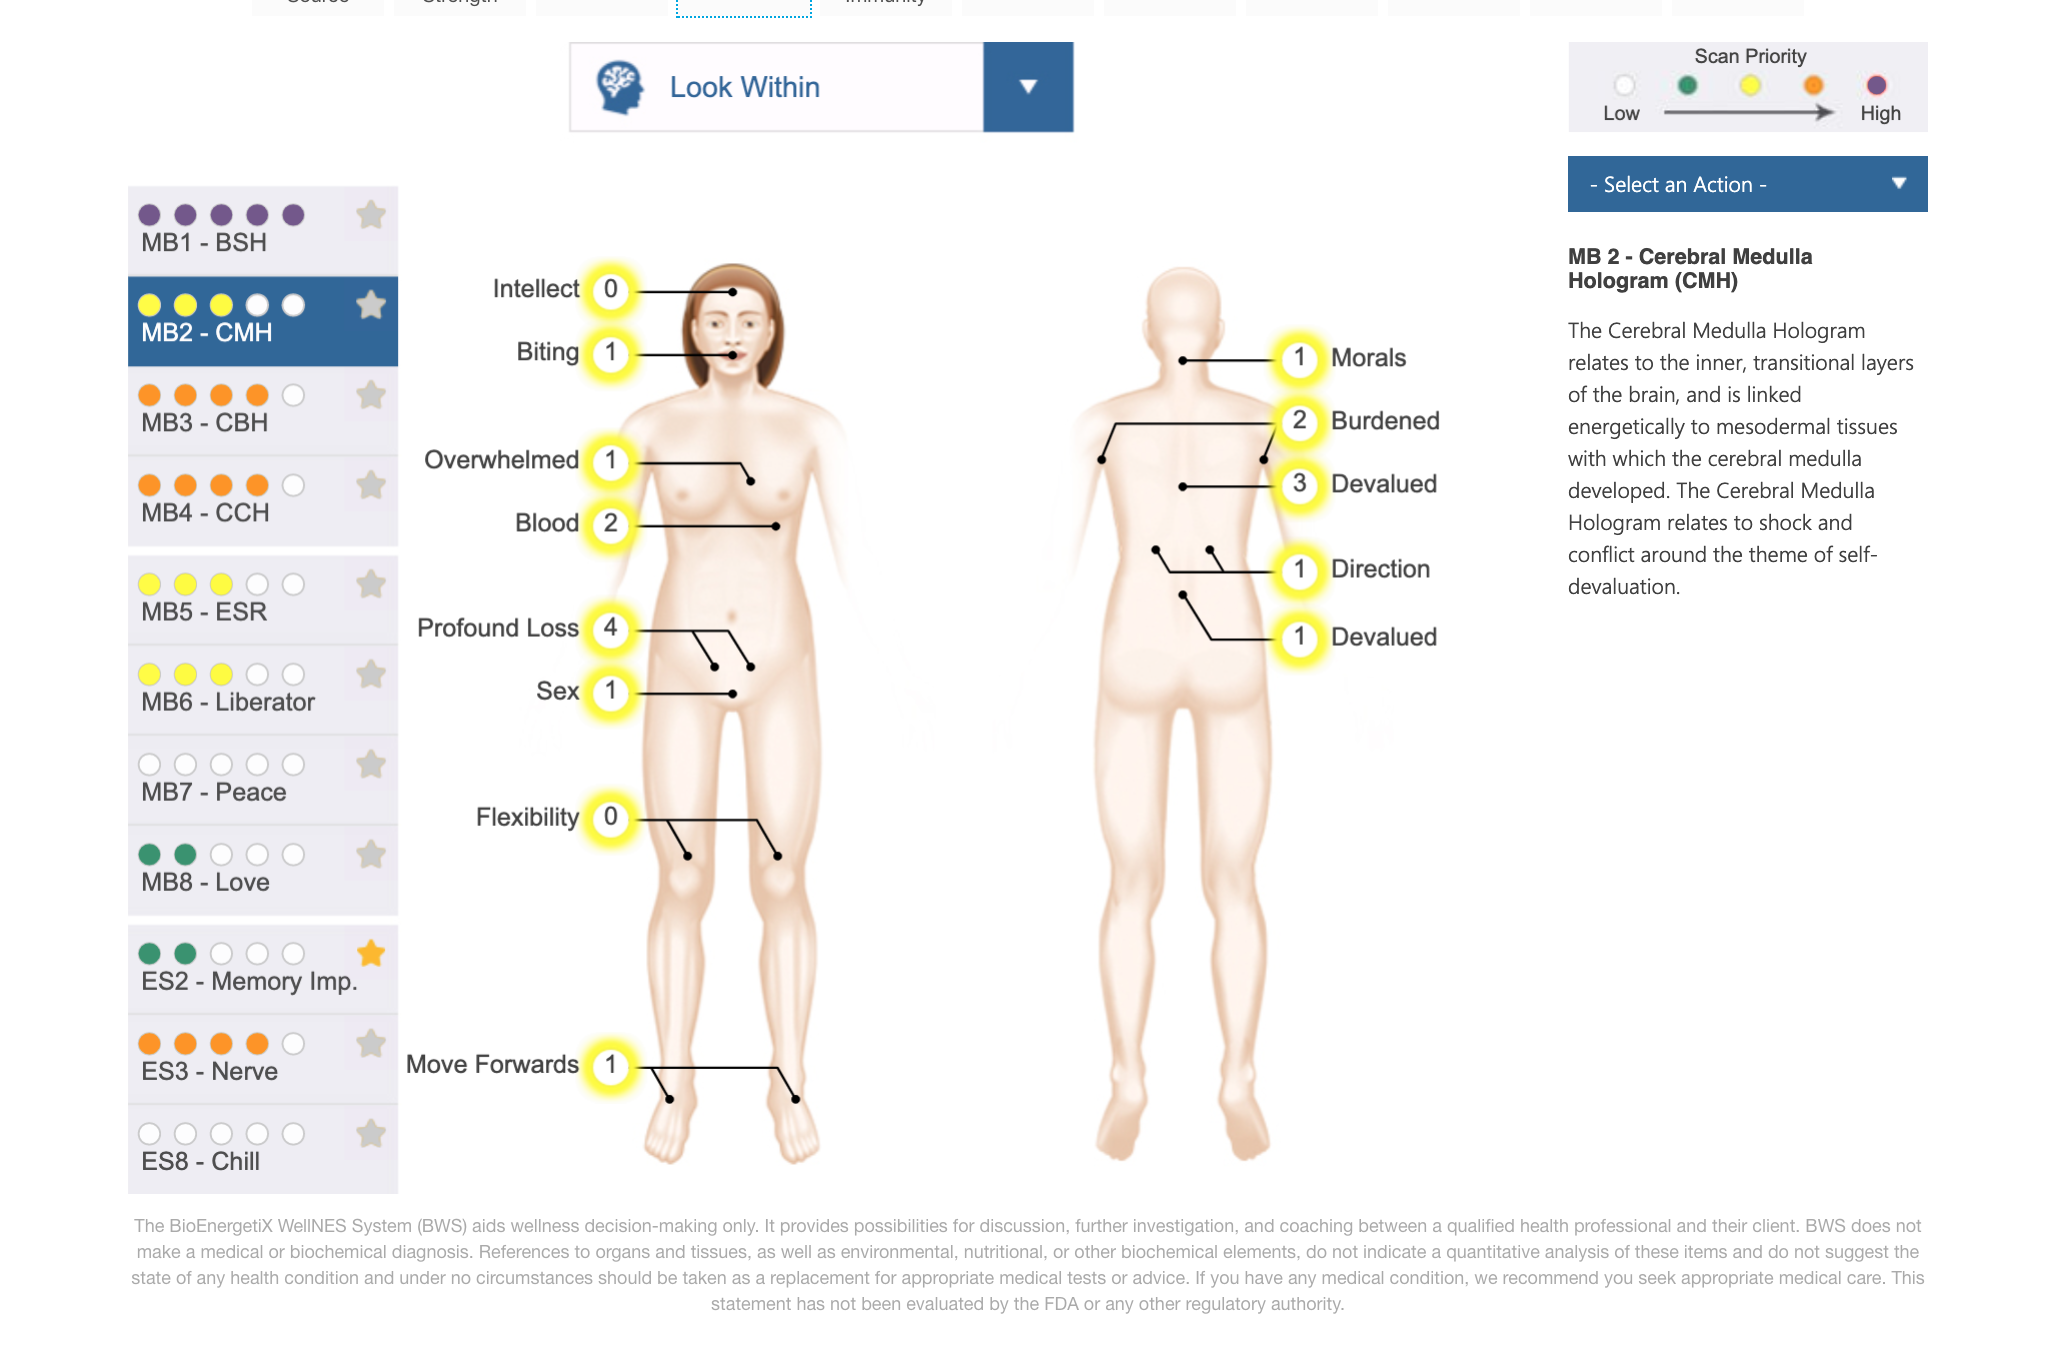 Source
Strength
Immunity
Look Within
Scan Priority
Low
High
- Select an Action -
MB1 - BSH
MB2 - CMH
MB3 - CBH
MB4 - CCH
MB5 - ESR
MB6 - Liberator
MB7 - Peace
MB8 - Love
ES2 - Memory Imp.
ES3 - Nerve
ES8 - Chill
Intellect 0
Biting 1
Overwhelmed 1
Blood 2
Profound Loss 4
Sex 1
Flexibility 0
Move Forwards 1
1 Morals
2 Burdened
3 Devalued
1 Direction
1 Devalued
MB 2 - Cerebral Medulla
Hologram (CMH)
The Cerebral Medulla Hologram
relates to the inner, transitional layers
of the brain, and is linked
energetically to mesodermal tissues
with which the cerebral medulla
developed. The Cerebral Medulla
Hologram relates to shock and
conflict around the theme of self-
devaluation.
The BioEnergetiX WellNES System (BWS) aids wellness decision-making only. It provides possibilities for discussion, further investigation, and coaching between a qualified health professional and their client. BWS does not
make a medical or biochemical diagnosis. References to organs and tissues, as well as environmental, nutritional, or other biochemical elements, do not indicate a quantitative analysis of these items and do not suggest the
state of any health condition and under no circumstances should be taken as a replacement for appropriate medical tests or advice. If you have any medical condition, we recommend you seek appropriate medical care. This
statement has not been evaluated by the FDA or any other regulatory authority.